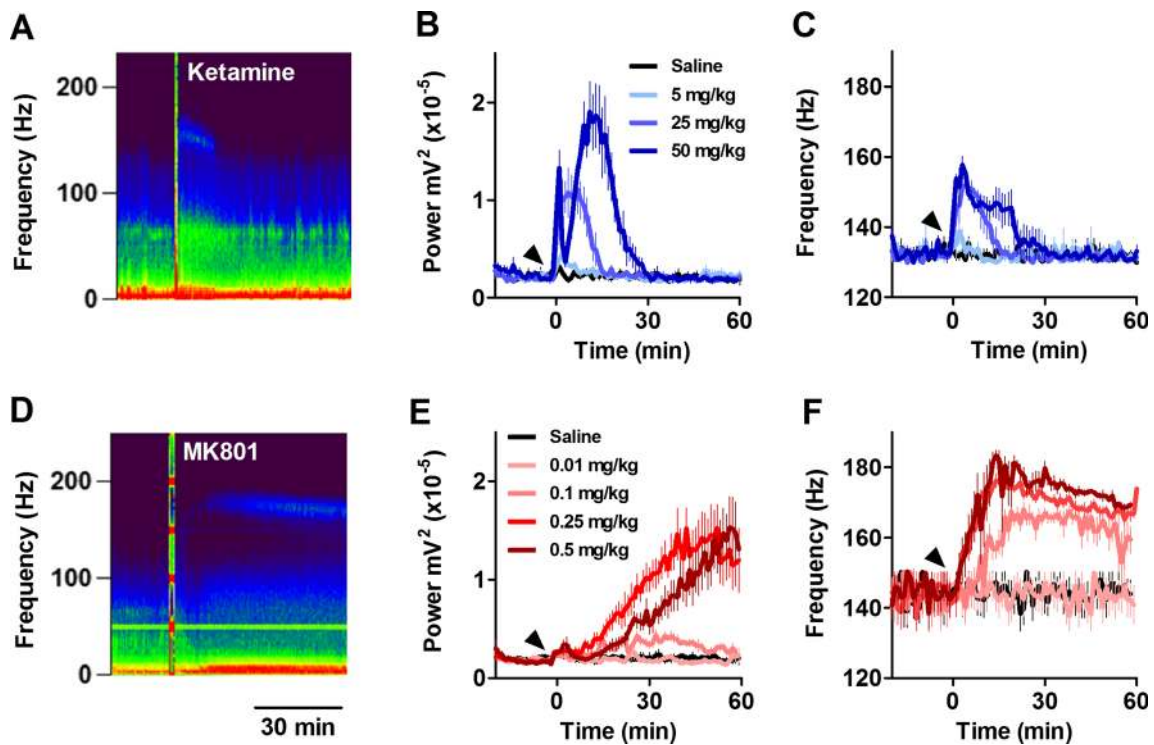 A
Frequency (Hz)
200
100
0
Ketamine
B
Power mV² (x10⁻⁵)
2
1
0
Saline
5 mg/kg
25 mg/kg
50 mg/kg
0
30
60
Time (min)
C
Frequency (Hz)
180
160
140
120
0
30
60
Time (min)
D
Frequency (Hz)
200
100
0
MK801
30 min
E
Power mV² (x10⁻⁵)
2
1
0
Saline
0.01 mg/kg
0.1 mg/kg
0.25 mg/kg
0.5 mg/kg
0
30
60
Time (min)
F
Frequency (Hz)
180
160
140
120
0
30
60
Time (min)